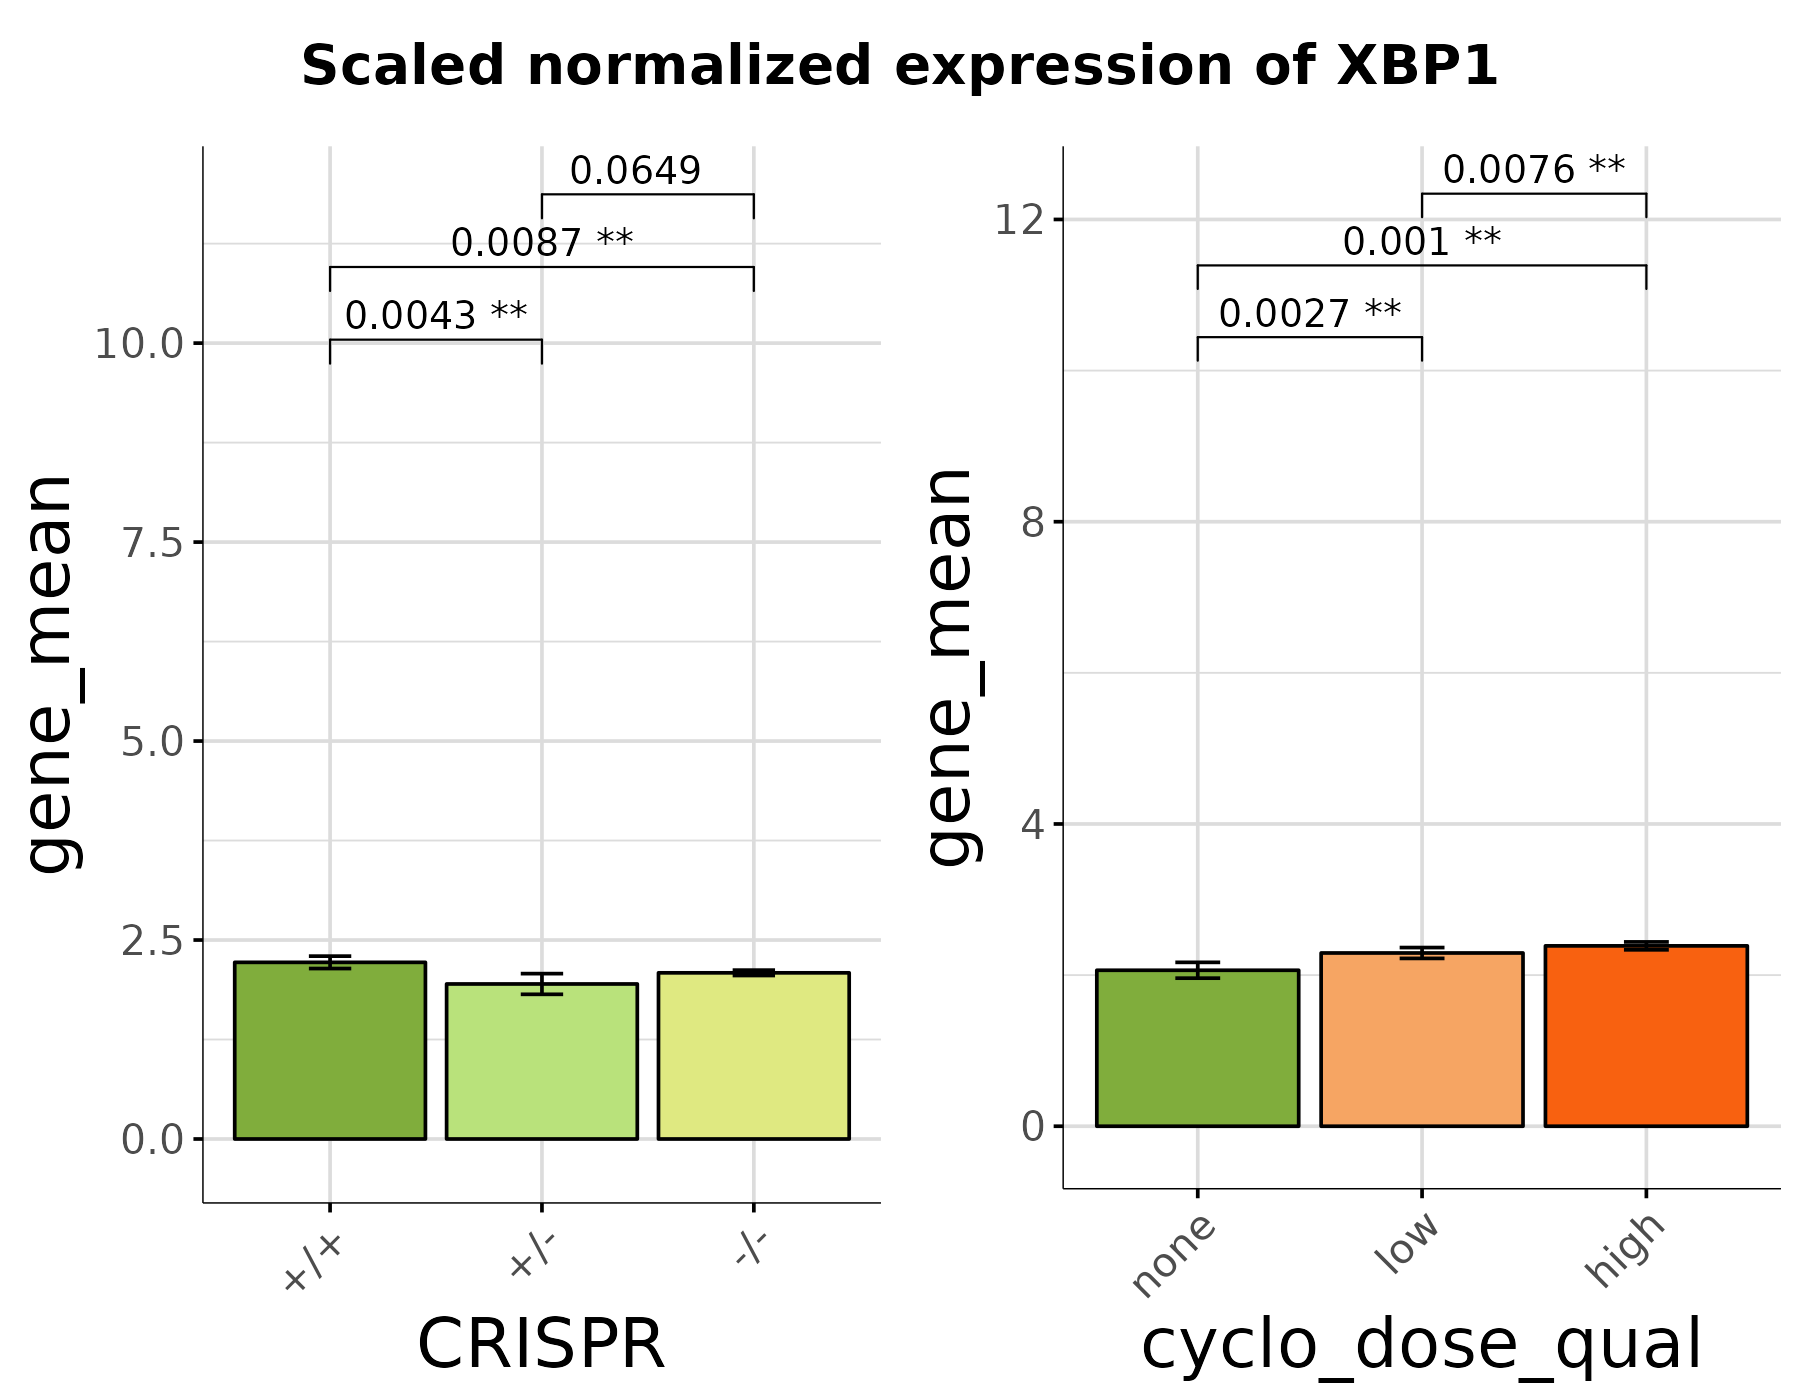 Scaled normalized expression of XBP1
gene_mean
10.0
7.5
5.0
2.5
0.0
0.0649
0.0087 **
0.0043 **
+/+
+/-
-/-
CRISPR
gene_mean
12
8
4
0
0.0076 **
0.001 **
0.0027 **
none
low
high
cyclo_dose_qual